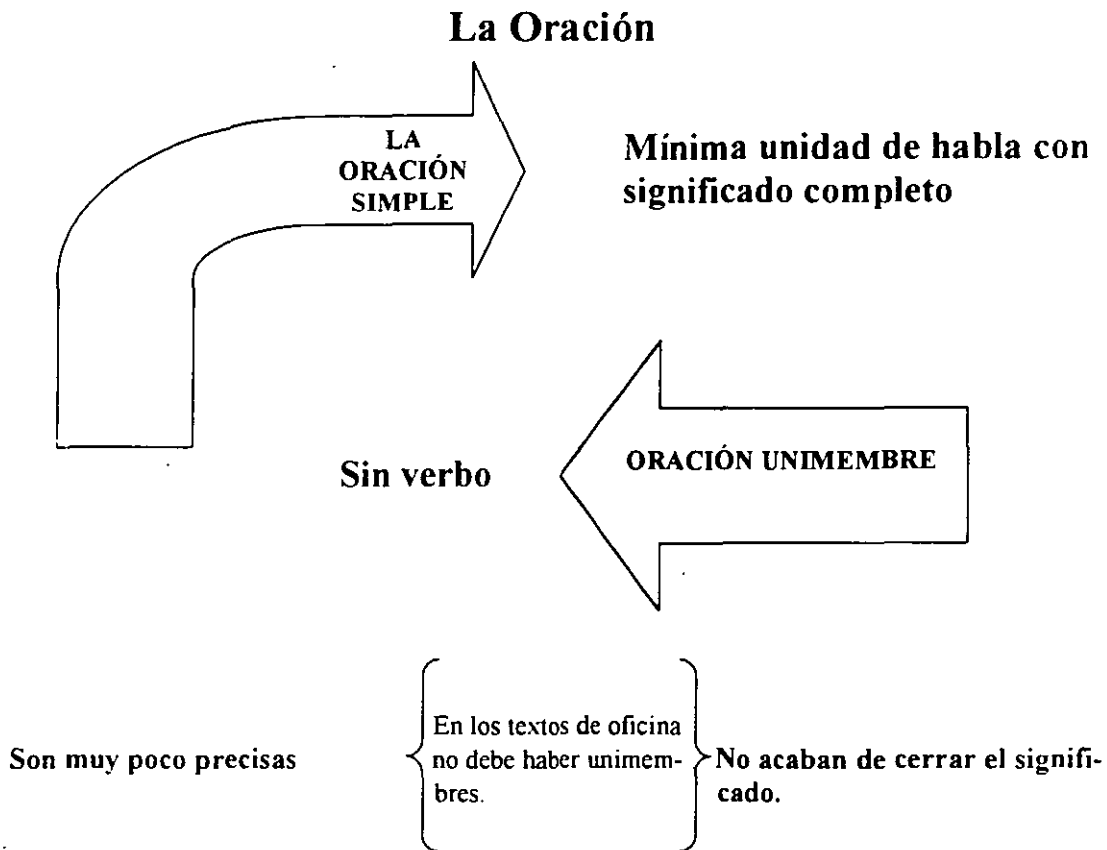 La Oración
LA
ORACIÓN
SIMPLE
Mínima unidad de habla con
significado completo
Sin verbo
ORACIÓN UNIMEMBRE
Son muy poco precisas
En los textos de oficina
no debe haber unimem-
bres.
No acaban de cerrar el signifi-
cado.